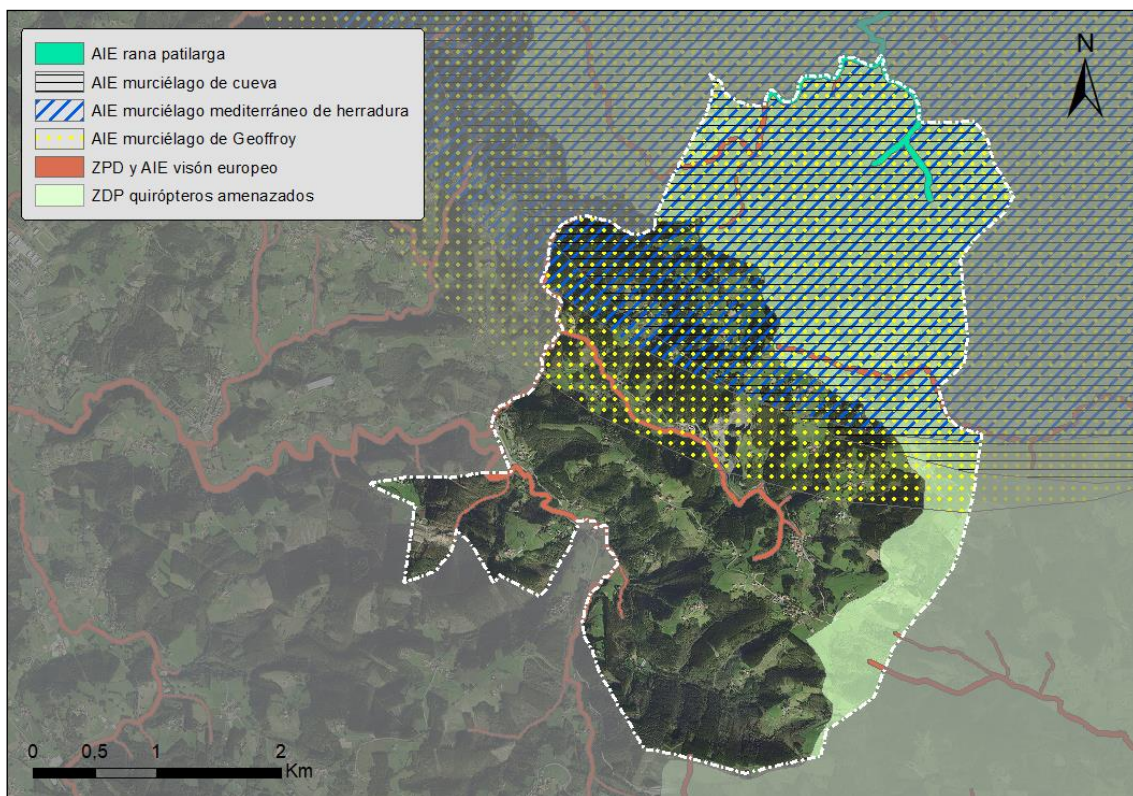 AIE rana patilarga
AIE murciélago de cueva
AIE murciélago mediterráneo de herradura
AIE murciélago de Geoffroy
ZPD y AIE visón europeo
ZDP quirópteros amenazados
N
0 0,5 1 2
Km